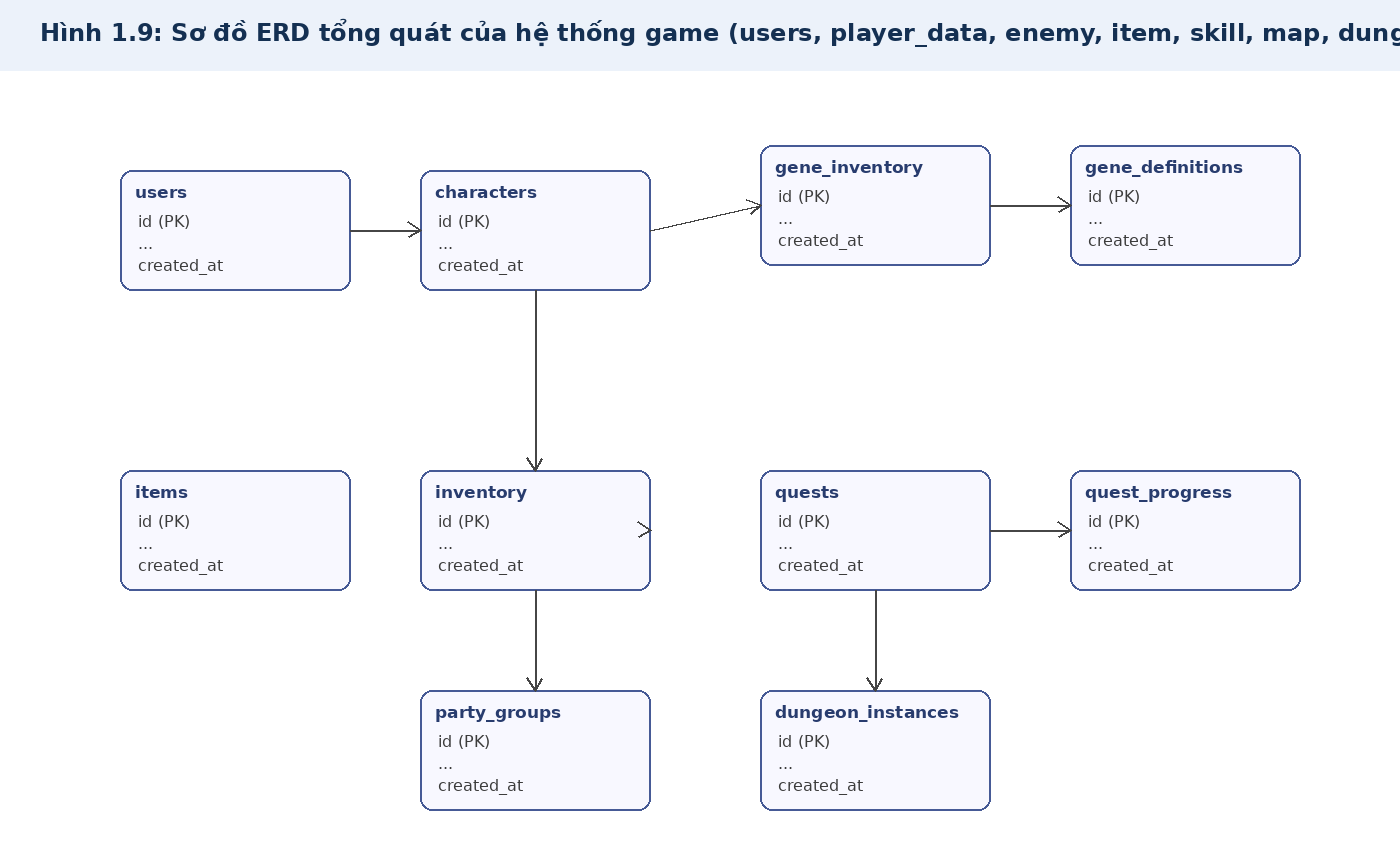 Hình 1.9: Sơ đồ ERD tổng quát của hệ thống game (users, player_data, enemy, item, skill, map, dung
users
id (PK)
...
created_at
characters
id (PK)
...
created_at
gene_inventory
id (PK)
...
created_at
gene_definitions
id (PK)
...
created_at
items
id (PK)
...
created_at
inventory
id (PK)
...
created_at
quests
id (PK)
...
created_at
quest_progress
id (PK)
...
created_at
party_groups
id (PK)
...
created_at
dungeon_instances
id (PK)
...
created_at